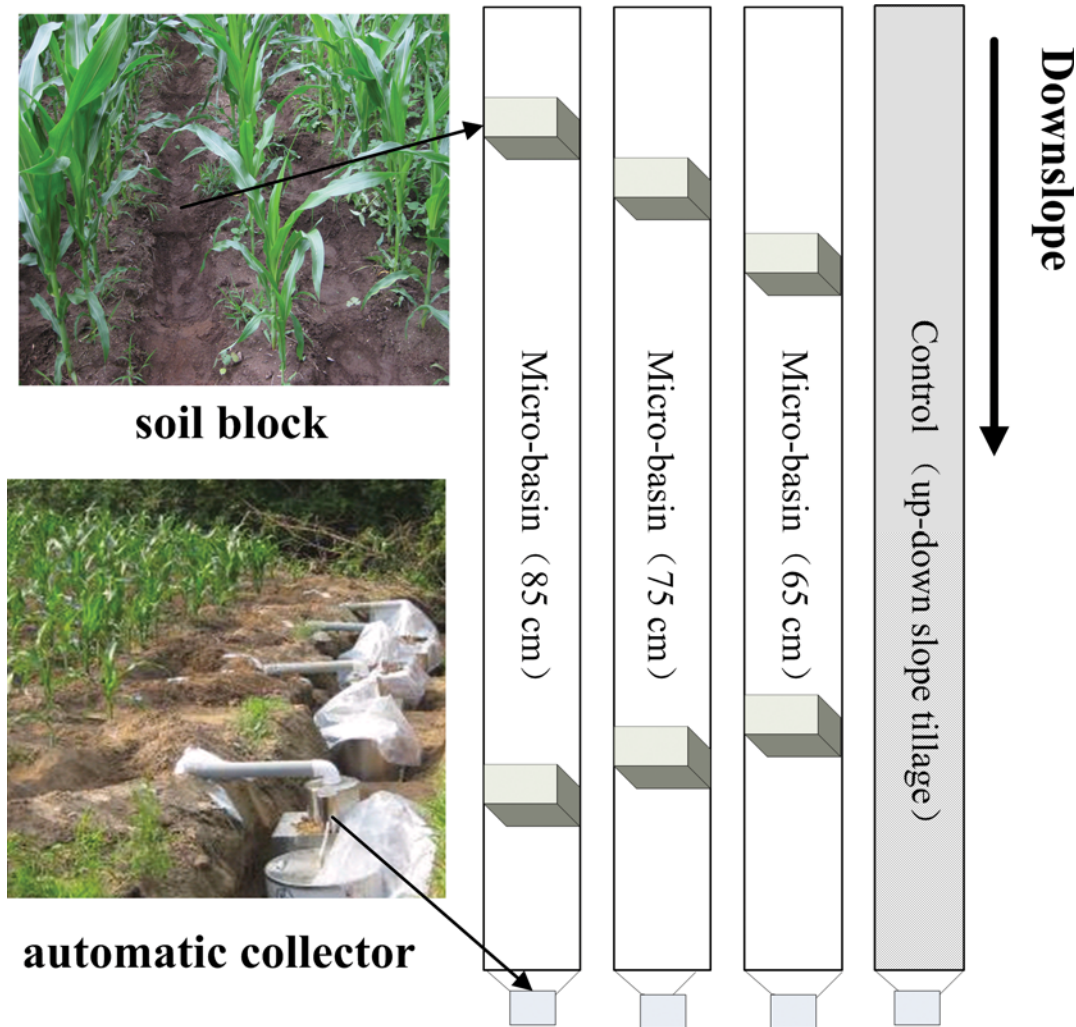 soil block
automatic collector
Micro-basin（85 cm）
Micro-basin（75 cm）
Micro-basin（65 cm）
Control （up-down slope tillage）
Downslope